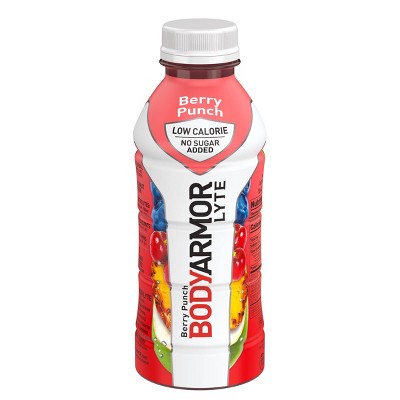 Berry
Punch
LOW CALORIE
NO SUGAR
ADDED
Berry Punch
BODYARMOR
LYTE